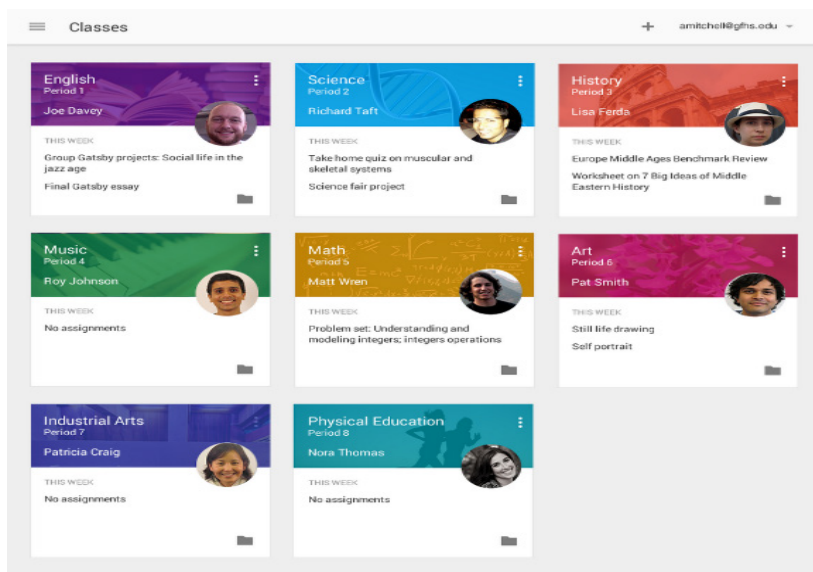 Classes
amitchell@gfhs.edu
English
Period 1
Joe Davey
THIS WEEK
Group Gatsby projects: Social life in the
jazz age
Final Gatsby essay
Science
Period 2
Richard Taft
THIS WEEK
Take home quiz on muscular and
skeletal systems
Science fair project
History
Period 3
Lisa Ferda
THIS WEEK
Europe Middle Ages Benchmark Review
Worksheet on 7 Big Ideas of Middle
Eastern History
Music
Period 4
Roy Johnson
THIS WEEK
No assignments
Math
Period 5
Matt Wren
THIS WEEK
Problem set: Understanding and
modeling integers; integers operations
Art
Period 6
Pat Smith
THIS WEEK
Still life drawing
Self portrait
Industrial Arts
Period 7
Patricia Craig
THIS WEEK
No assignments
Physical Education
Period 8
Nora Thomas
THIS WEEK
No assignments